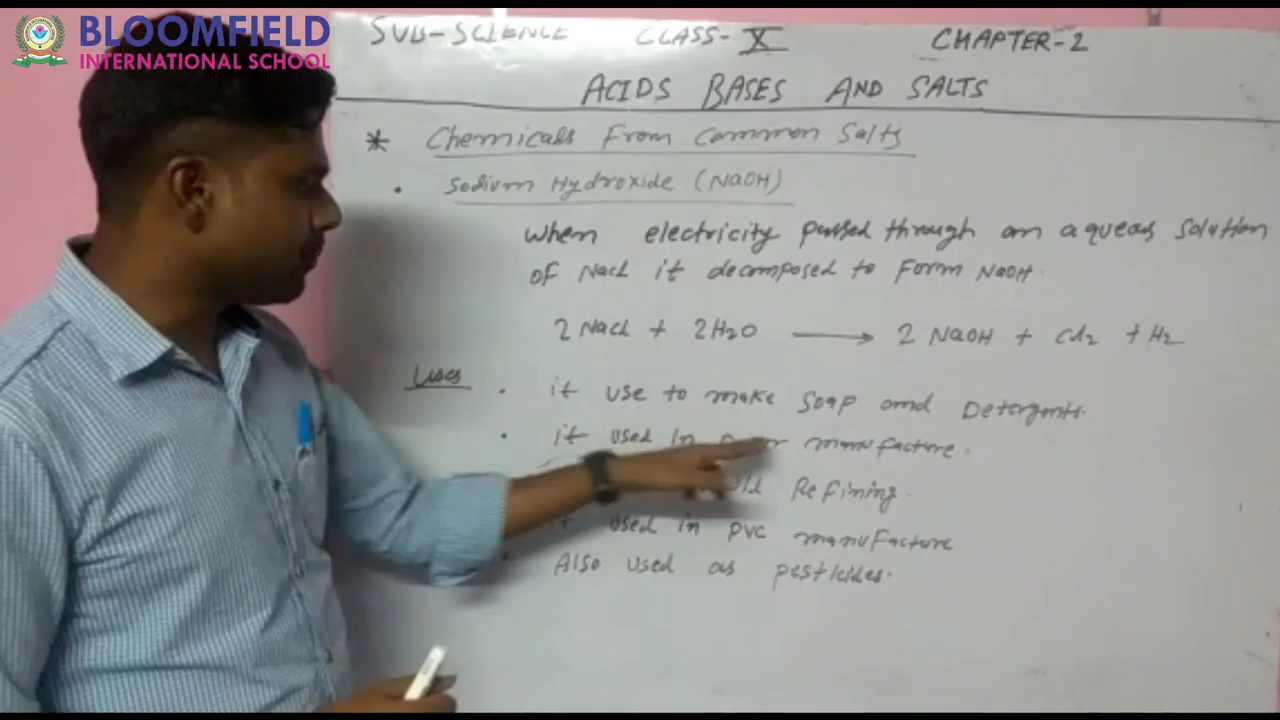 BLOOMFIELD
INTERNATIONAL SCHOOL
SUB-SCIENCE CLASS-X CHAPTER-2
ACIDS BASES AND SALTS
* Chemicals From Common Salts
. Sodium Hydroxide (NaOH)
When electricity passed through an aqueous solution
of Nacl it decomposed to Form NaOH.
2 Nacl + 2H2O ⟶ 2 NaOH + Cl2 + H2
Uses . it use to make Soap and Detergents.
. it used in manufacture.
Refining.
it used in PVC manufacture
Also used as pesticides.